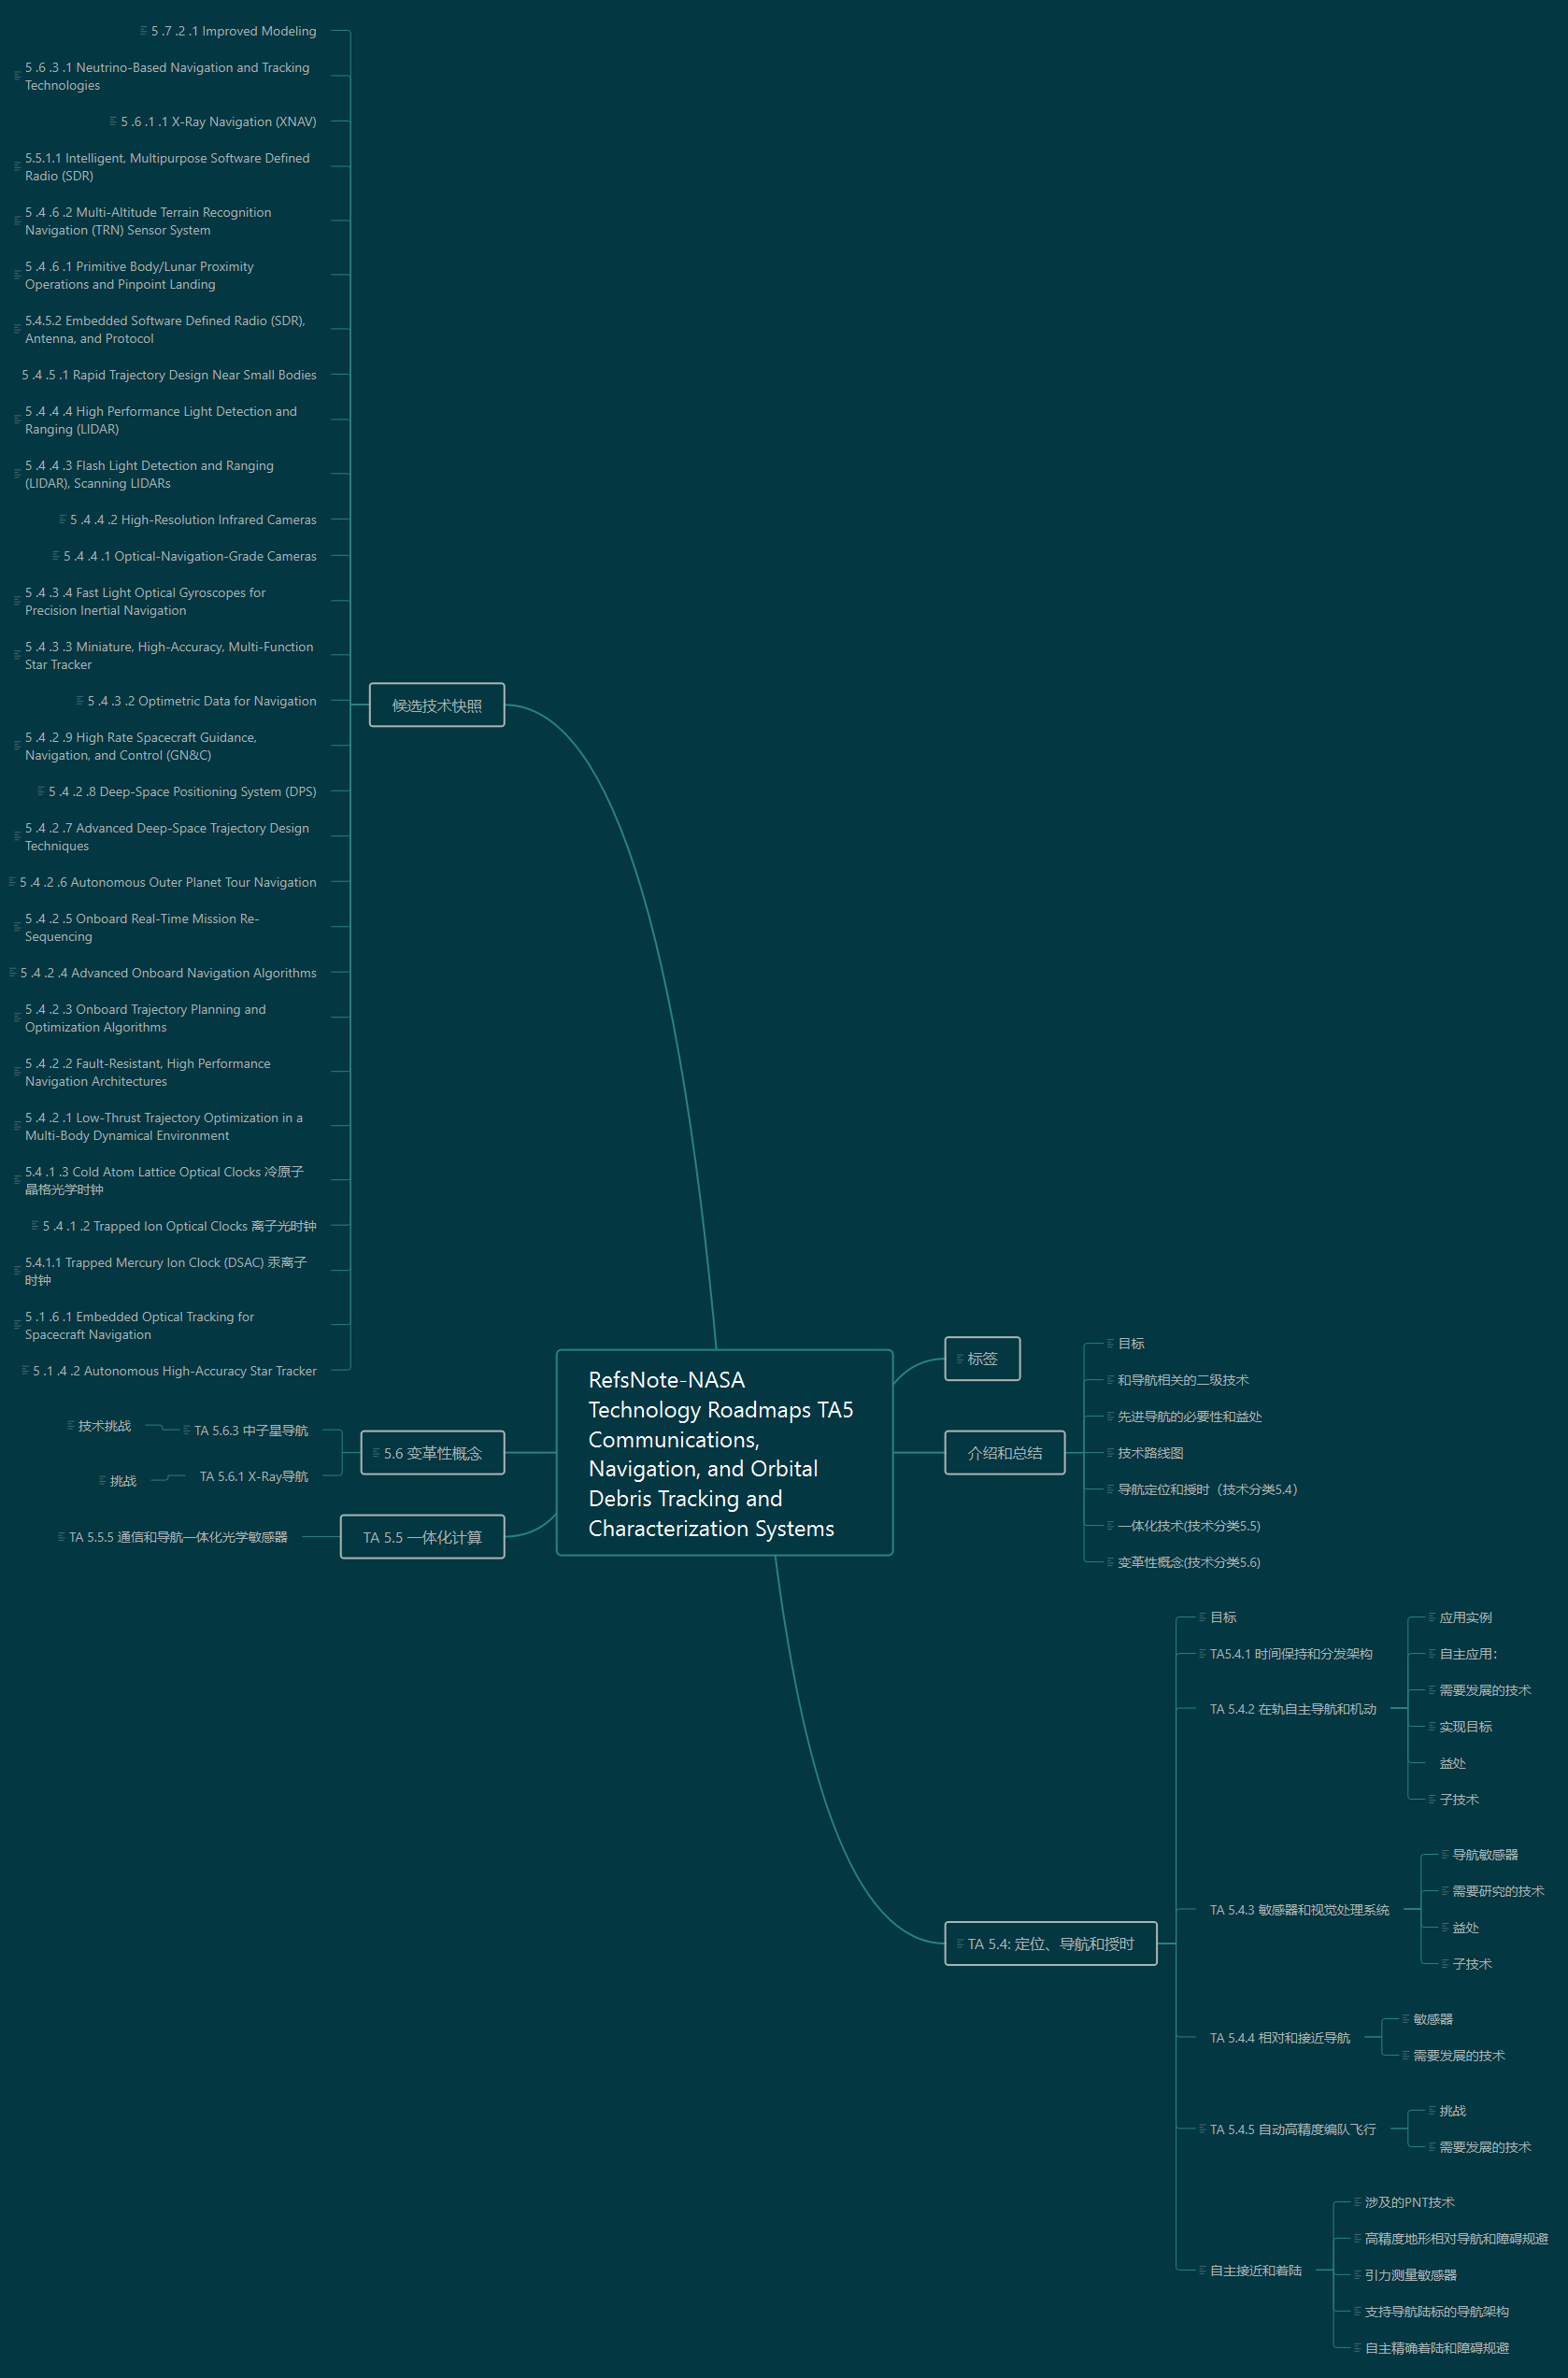 5 .7 .2 .1 Improved Modeling
5 .6 .3 .1 Neutrino-Based Navigation and Tracking
Technologies
5 .6 .1 .1 X-Ray Navigation (XNAV)
5.5.1.1 Intelligent, Multipurpose Software Defined
Radio (SDR)
5 .4 .6 .2 Multi-Altitude Terrain Recognition
Navigation (TRN) Sensor System
5 .4 .6 .1 Primitive Body/Lunar Proximity
Operations and Pinpoint Landing
5.4.5.2 Embedded Software Defined Radio (SDR),
Antenna, and Protocol
5 .4 .5 .1 Rapid Trajectory Design Near Small Bodies
5 .4 .4 .4 High Performance Light Detection and
Ranging (LIDAR)
5 .4 .4 .3 Flash Light Detection and Ranging
(LIDAR), Scanning LIDARs
5 .4 .4 .2 High-Resolution Infrared Cameras
5 .4 .4 .1 Optical-Navigation-Grade Cameras
5 .4 .3 .4 Fast Light Optical Gyroscopes for
Precision Inertial Navigation
5 .4 .3 .3 Miniature, High-Accuracy, Multi-Function
Star Tracker
5 .4 .3 .2 Optimetric Data for Navigation
5 .4 .2 .9 High Rate Spacecraft Guidance,
Navigation, and Control (GN&C)
5 .4 .2 .8 Deep-Space Positioning System (DPS)
5 .4 .2 .7 Advanced Deep-Space Trajectory Design
Techniques
5 .4 .2 .6 Autonomous Outer Planet Tour Navigation
5 .4 .2 .5 Onboard Real-Time Mission Re-
Sequencing
5 .4 .2 .4 Advanced Onboard Navigation Algorithms
5 .4 .2 .3 Onboard Trajectory Planning and
Optimization Algorithms
5 .4 .2 .2 Fault-Resistant, High Performance
Navigation Architectures
5 .4 .2 .1 Low-Thrust Trajectory Optimization in a
Multi-Body Dynamical Environment
5.4 .1 .3 Cold Atom Lattice Optical Clocks 冷原子
晶格光学时钟
5 .4 .1 .2 Trapped Ion Optical Clocks 离子光时钟
5.4.1.1 Trapped Mercury Ion Clock (DSAC) 汞离子
时钟
5 .1 .6 .1 Embedded Optical Tracking for
Spacecraft Navigation
5 .1 .4 .2 Autonomous High-Accuracy Star Tracker
候选技术快照
技术挑战
TA 5.6.3 中子星导航
挑战
TA 5.6.1 X-Ray导航
5.6 变革性概念
TA 5.5.5 通信和导航一体化光学敏感器
TA 5.5 一体化计算
RefsNote-NASA
Technology Roadmaps TA5
Communications,
Navigation, and Orbital
Debris Tracking and
Characterization Systems
标签
介绍和总结
目标
和导航相关的二级技术
先进导航的必要性和益处
技术路线图
导航定位和授时（技术分类5.4）
一体化技术(技术分类5.5)
变革性概念(技术分类5.6)
TA 5.4: 定位、导航和授时
目标
TA5.4.1 时间保持和分发架构
TA 5.4.2 在轨自主导航和机动
应用实例
自主应用：
需要发展的技术
实现目标
益处
子技术
TA 5.4.3 敏感器和视觉处理系统
导航敏感器
需要研究的技术
益处
子技术
TA 5.4.4 相对和接近导航
敏感器
需要发展的技术
TA 5.4.5 自动高精度编队飞行
挑战
需要发展的技术
自主接近和着陆
涉及的PNT技术
高精度地形相对导航和障碍规避
引力测量敏感器
支持导航陆标的导航架构
自主精确着陆和障碍规避